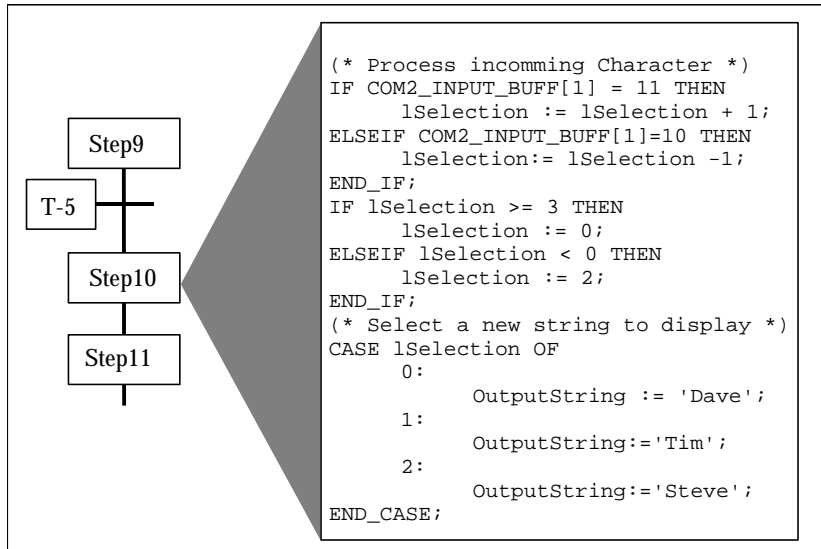 Step9
T-5
Step10
Step11
(* Process incomming Character *)
IF COM2_INPUT_BUFF[1] = 11 THEN
lSelection := lSelection + 1;
ELSEIF COM2_INPUT_BUFF[1]=10 THEN
lSelection:= lSelection -1;
END_IF;
IF lSelection >= 3 THEN
lSelection := 0;
ELSEIF lSelection < 0 THEN
lSelection := 2;
END_IF;
(* Select a new string to display *)
CASE lSelection OF
0:
OutputString := 'Dave';
1:
OutputString:='Tim';
2:
OutputString:='Steve';
END_CASE;